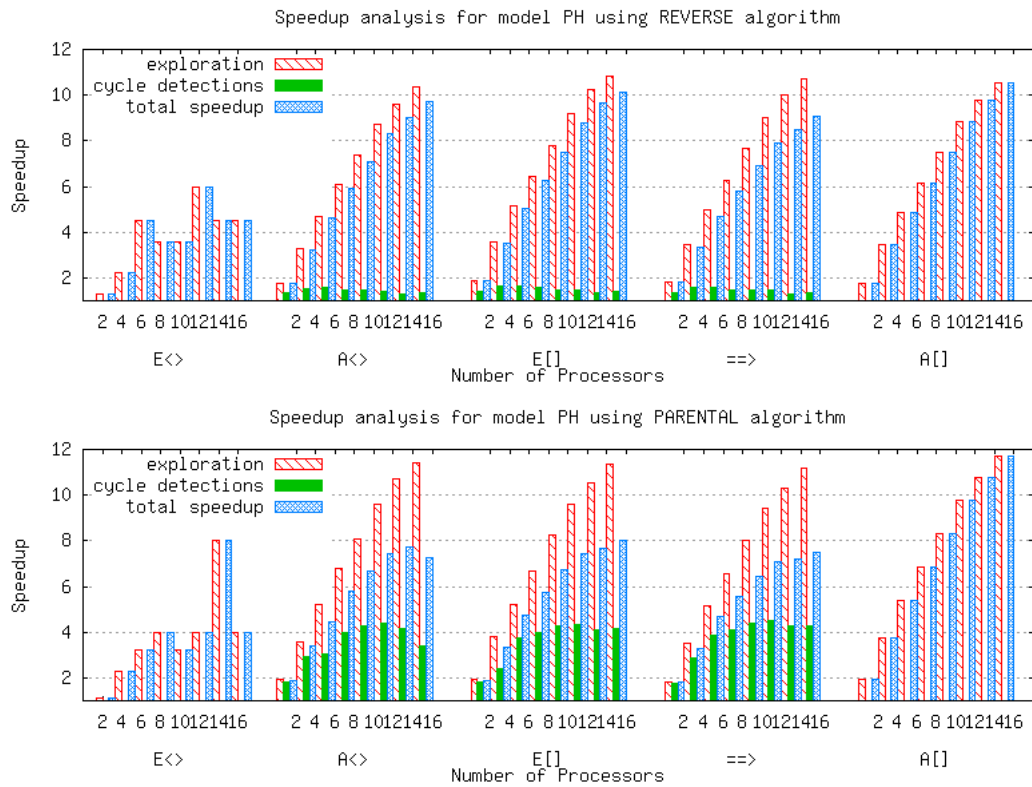 Speedup analysis for model PH using REVERSE algorithm
12
10
8
6
4
2
Speedup
exploration
cycle detections
total speedup
2 4 6 8 10121416 2 4 6 8 10121416 2 4 6 8 10121416 2 4 6 8 10121416 2 4 6 8 10121416
E<> A<> E[] ==> A[]
Number of Processors
Speedup analysis for model PH using PARENTAL algorithm
12
10
8
6
4
2
Speedup
exploration
cycle detections
total speedup
2 4 6 8 10121416 2 4 6 8 10121416 2 4 6 8 10121416 2 4 6 8 10121416 2 4 6 8 10121416
E<> A<> E[] ==> A[]
Number of Processors